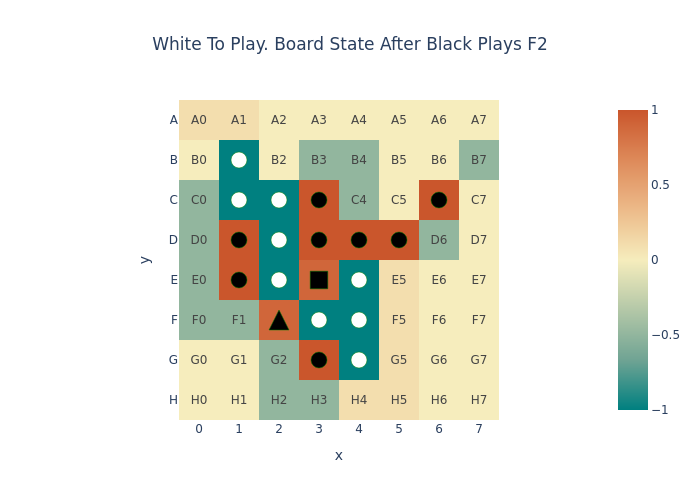 White To Play. Board State After Black Plays F2
A A0 A1 A2 A3 A4 A5 A6 A7
B B0 B2 B3 B4 B5 B6 B7
C C0 C4 C5 C7
D D0 D6 D7
E E0 E5 E6 E7
F F0 F1 F5 F6 F7
G G0 G1 G2 G5 G6 G7
H H0 H1 H2 H3 H4 H5 H6 H7
0 1 2 3 4 5 6 7
x
y
1
0.5
0
−0.5
−1